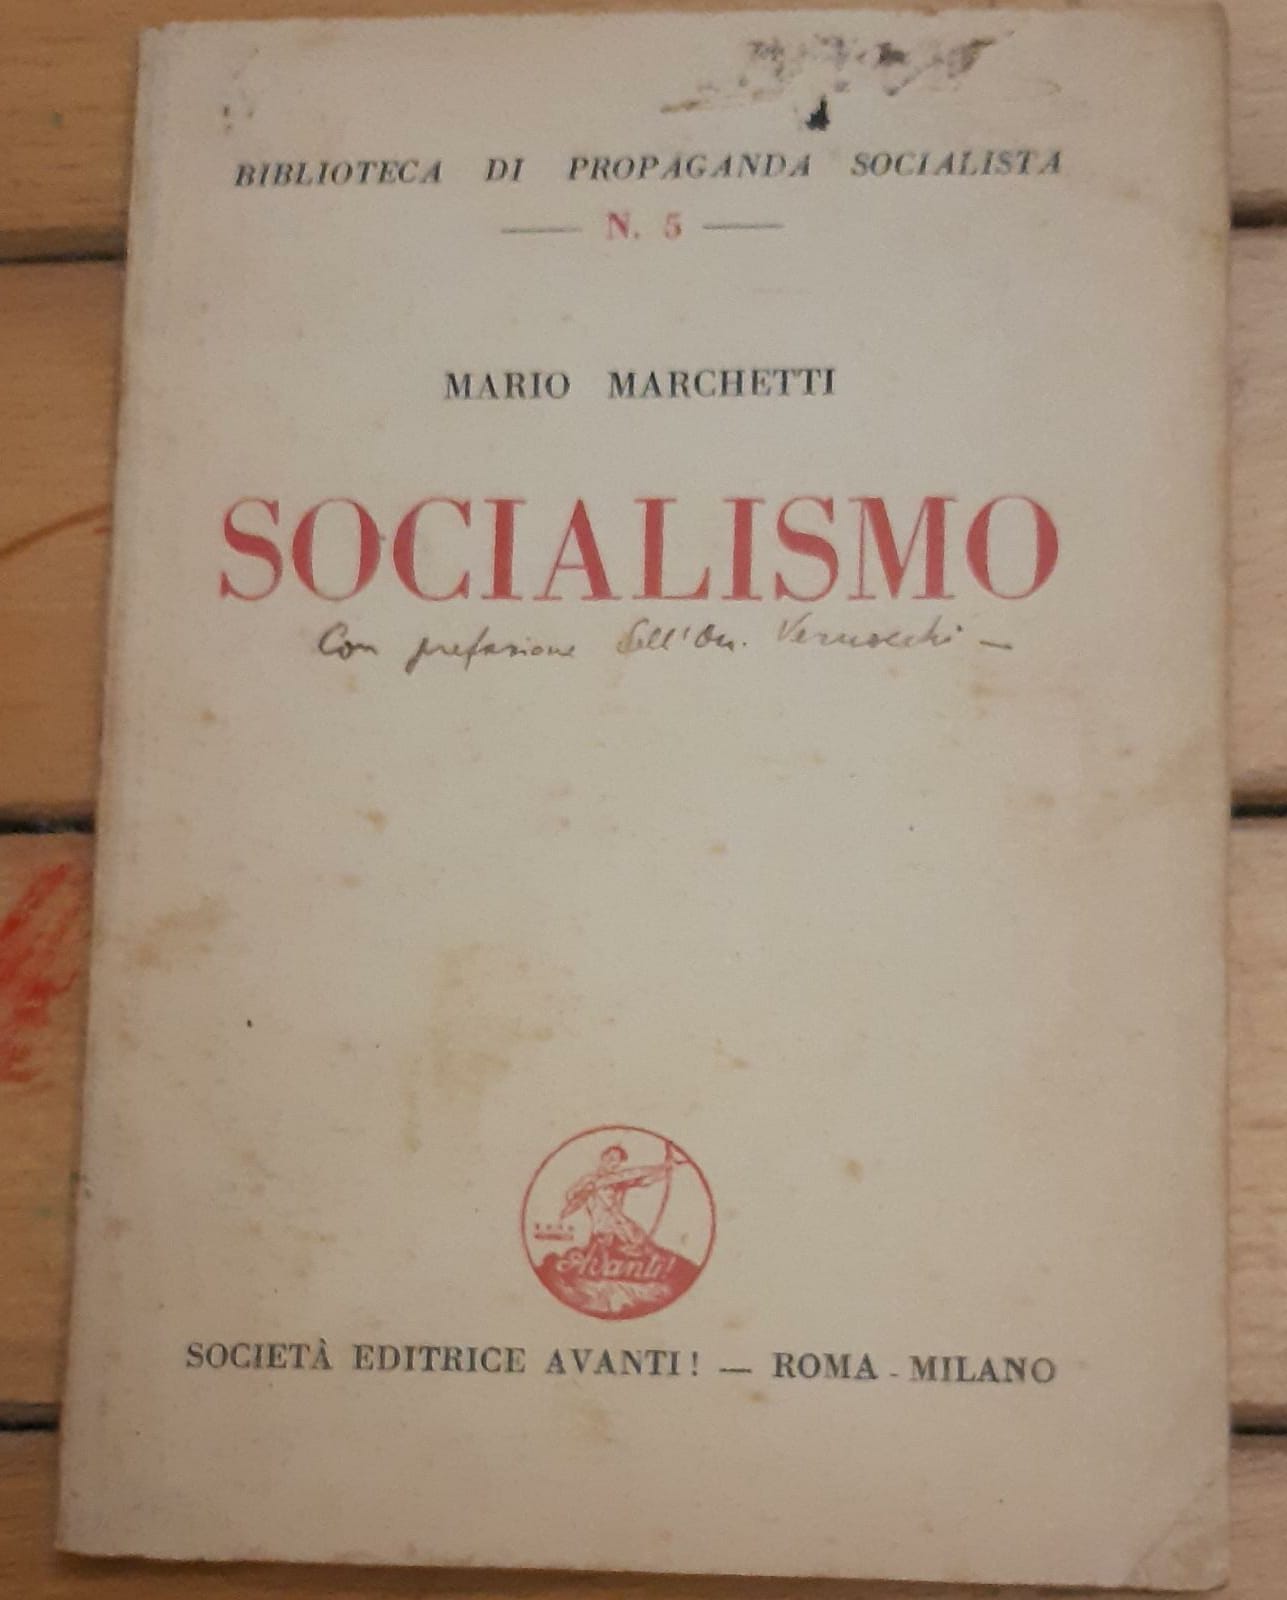 BIBLIOTECA DI PROPAGANDA SOCIALISTA
N. 5
MARIO MARCHETTI
SOCIALISMO
Con prefazione dell'On. Vernocchi —
Avanti!
SOCIETÀ EDITRICE AVANTI! — ROMA - MILANO